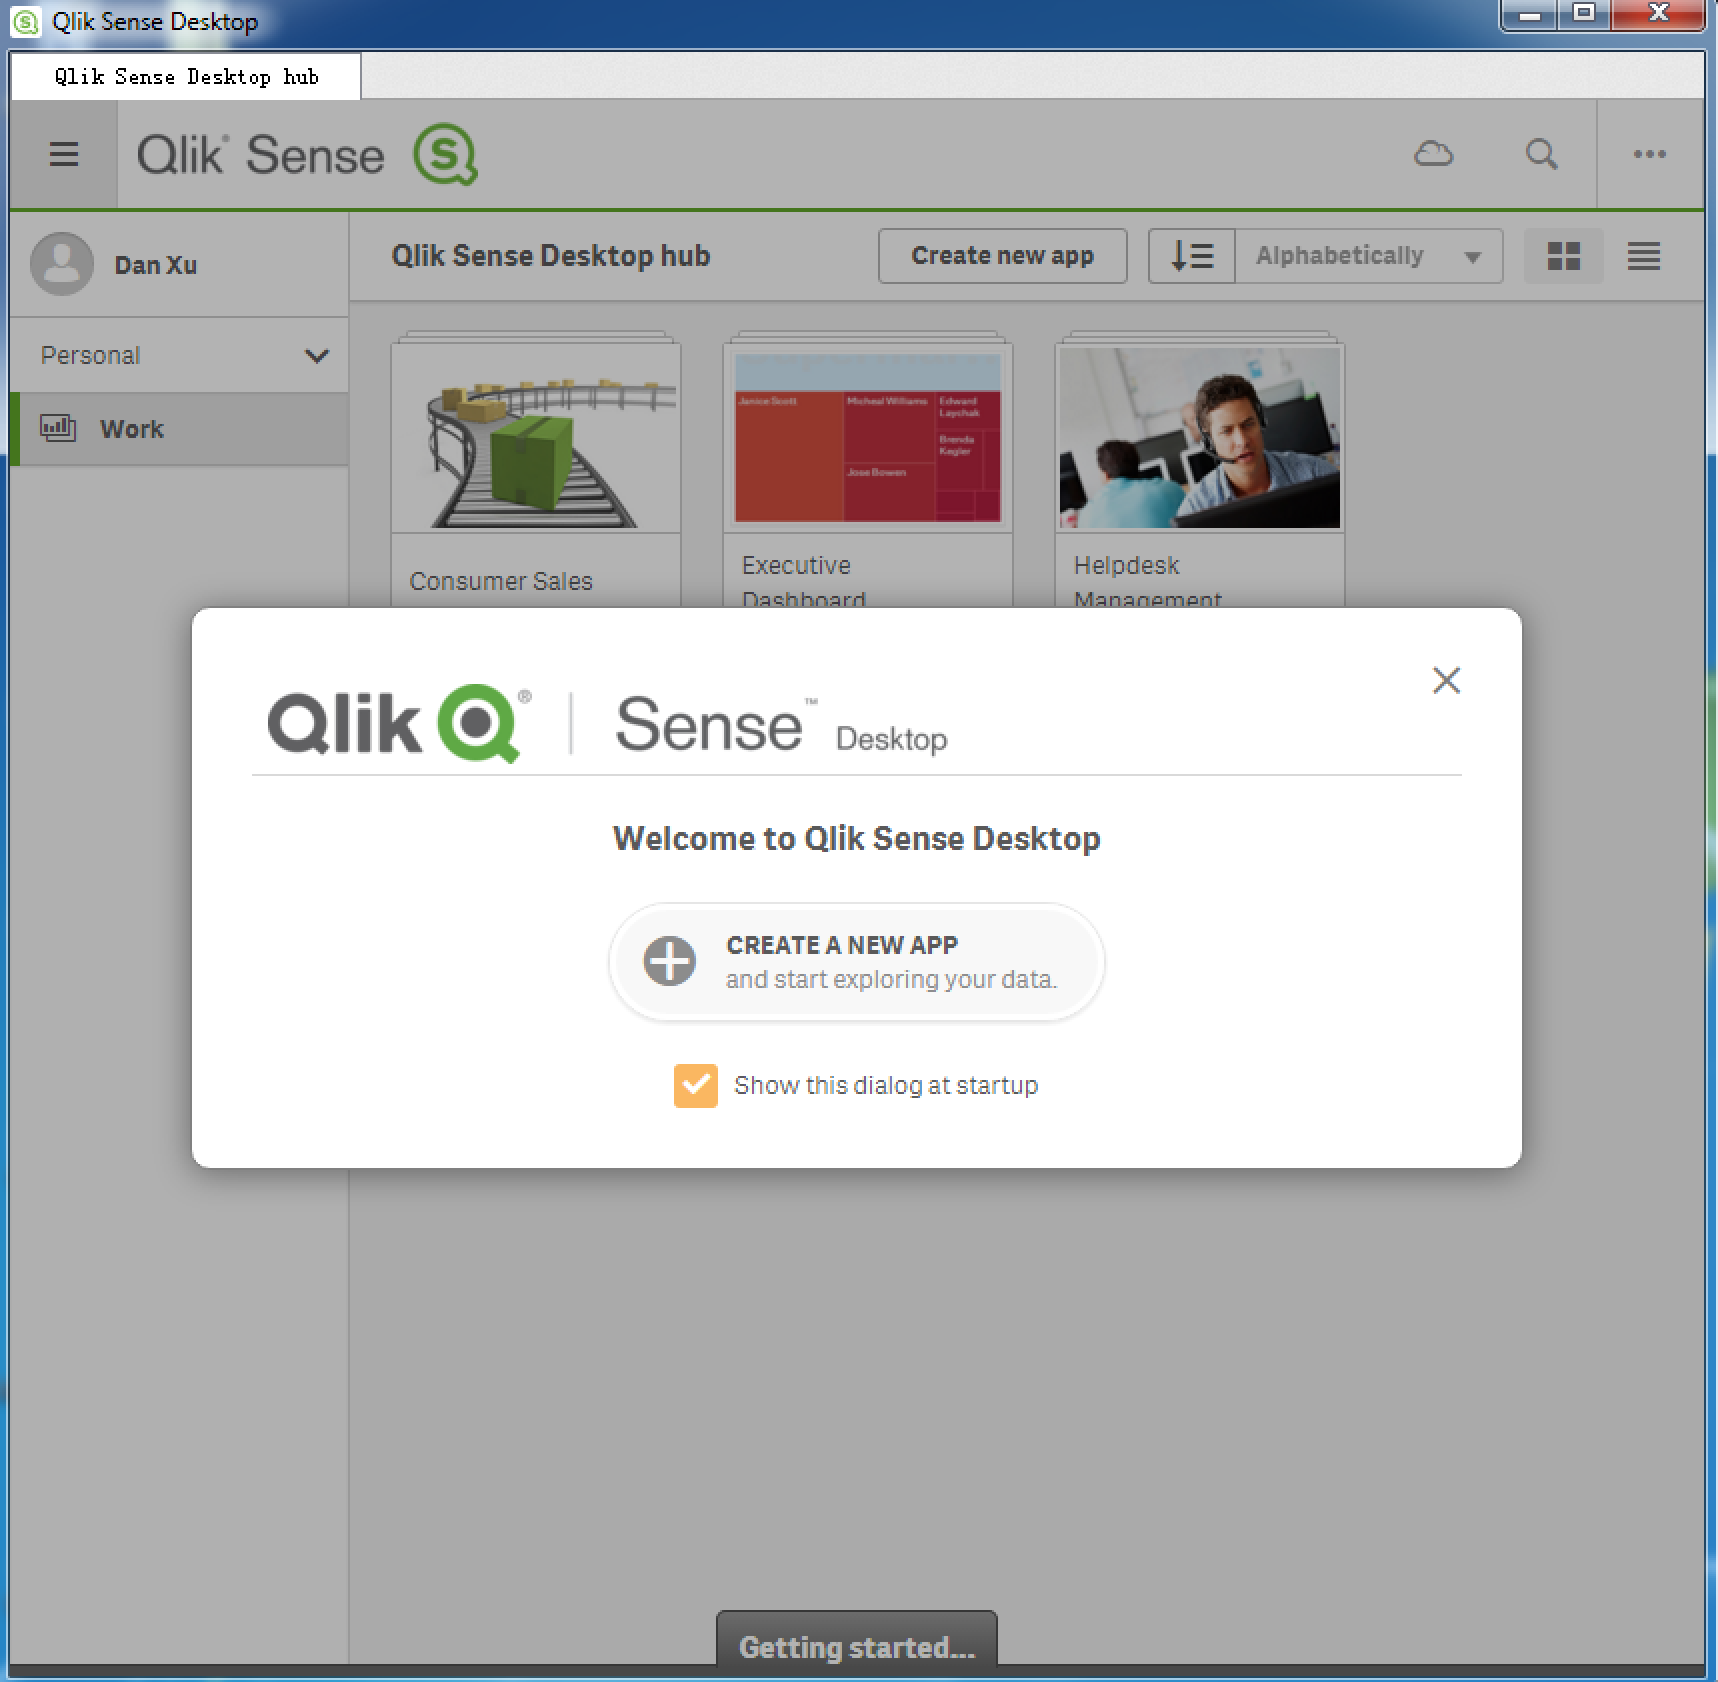 Qlik Sense Desktop
Qlik Sense Desktop hub
Qlik Sense
Dan Xu
Qlik Sense Desktop hub
Create new app
Alphabetically
Personal
Work
Janice Scott
Micheal Williams
Edward
Laychak
Brenda
Kegler
Jose Bowen
Consumer Sales
Executive
Dashboard
Helpdesk
Management
Qlik® Sense™ Desktop
Welcome to Qlik Sense Desktop
CREATE A NEW APP
and start exploring your data.
Show this dialog at startup
Getting started...